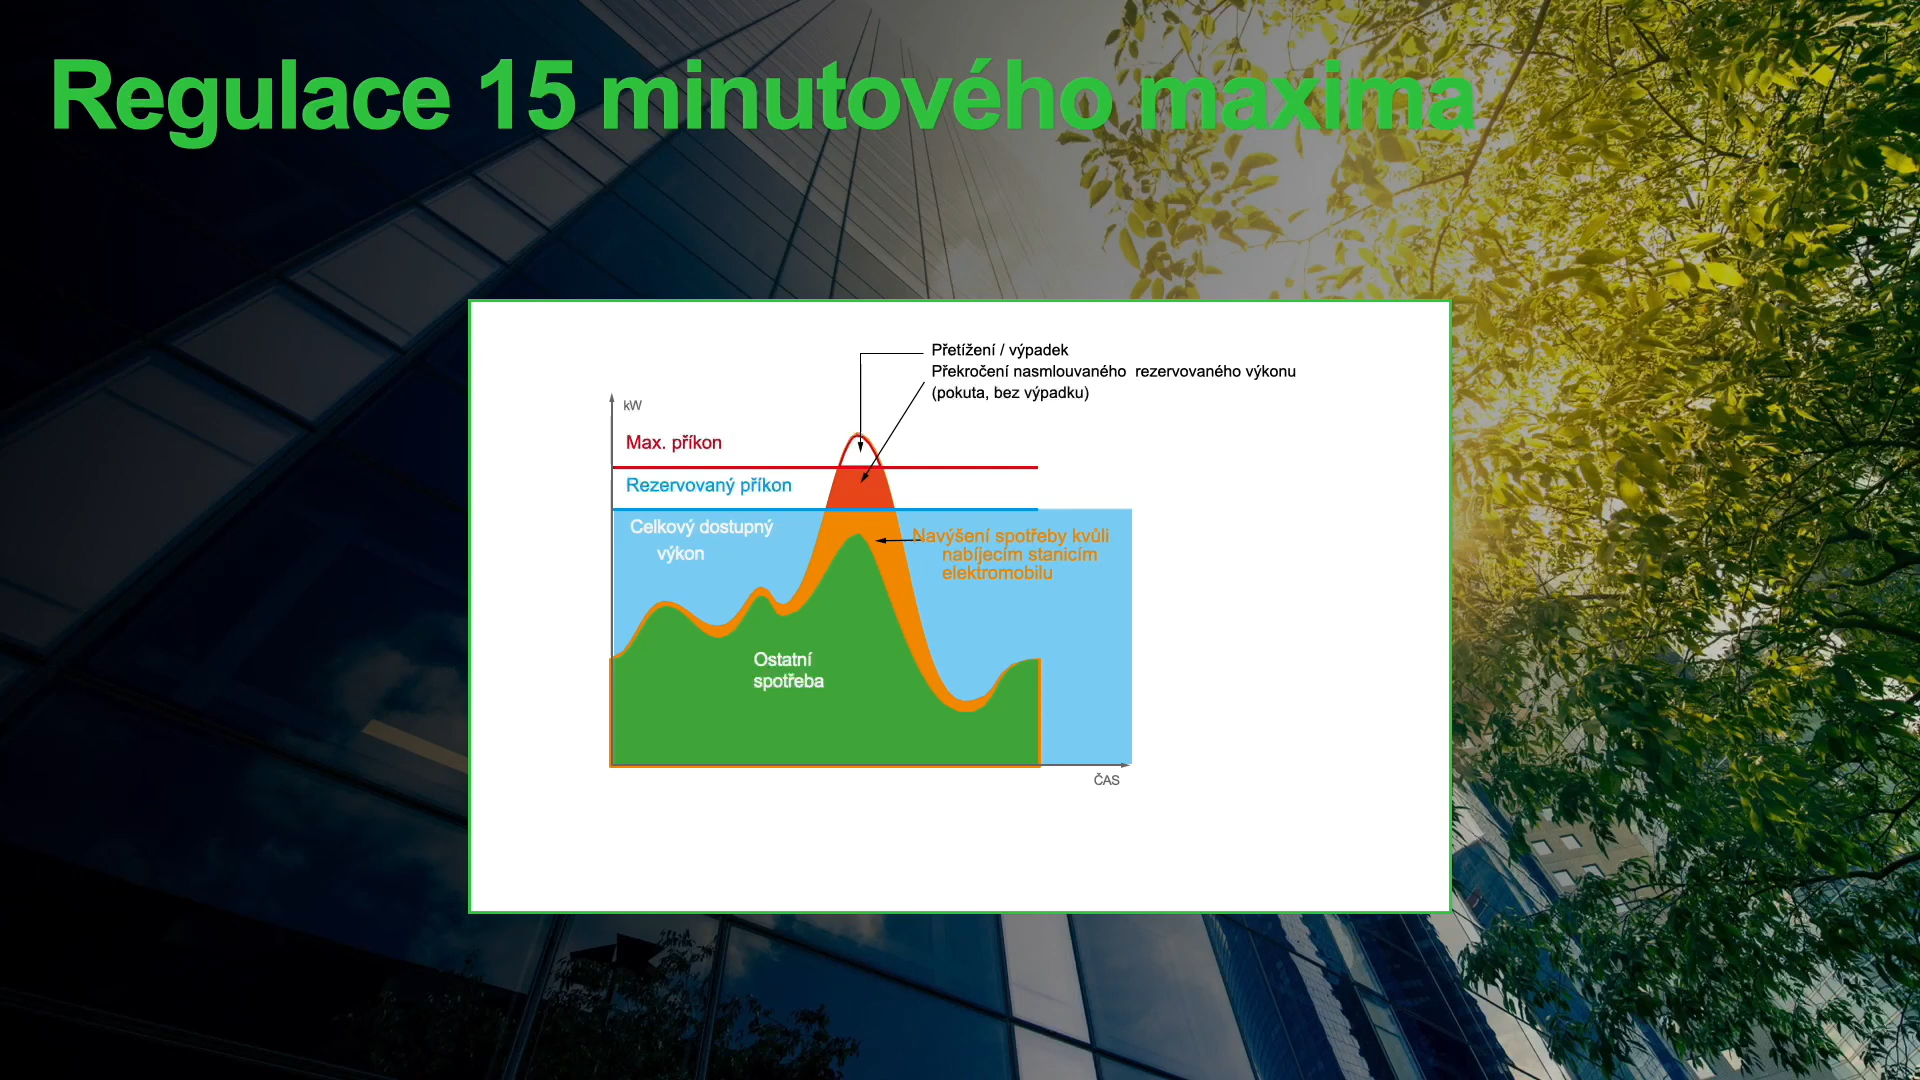 Regulace 15 minutového maxima
Přetížení / výpadek
Překročení nasmlouvaného rezervovaného výkonu
(pokuta, bez výpadku)
kW
Max. příkon
Rezervovaný příkon
Celkový dostupný
výkon
Navýšení spotřeby kvůli
nabíjecím stanicím
elektromobilu
Ostatní
spotřeba
ČAS